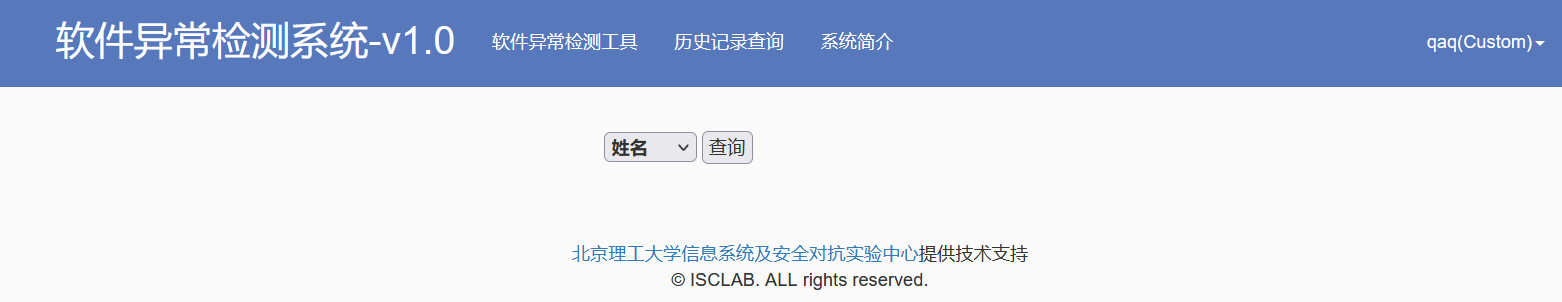 软件异常检测系统-v1.0 软件异常检测工具 历史记录查询 系统简介 qaq(Custom)
姓名 查询
北京理工大学信息系统及安全对抗实验中心提供技术支持
© ISCLAB. ALL rights reserved.